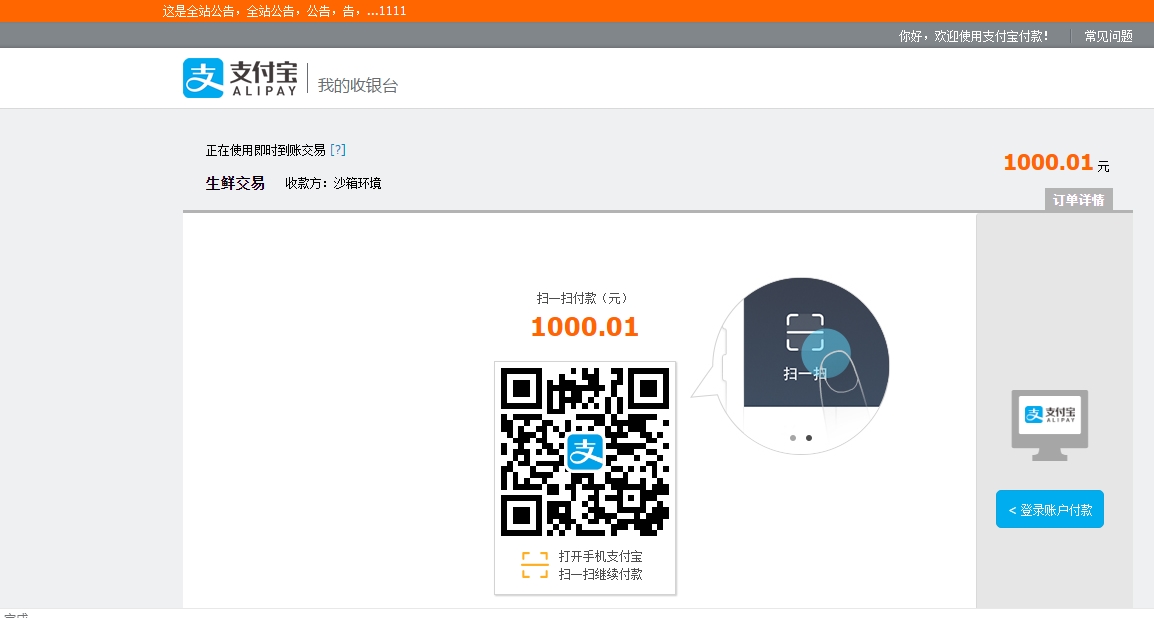 这是全站公告，全站公告，公告，告，...1111
你好，欢迎使用支付宝付款！ 常见问题
支 支付宝 ALIPAY 我的收银台
正在使用即时到账交易 [?]
1000.01 元
生鲜交易 收款方：沙箱环境
订单详情
扫一扫付款（元）
1000.01
扫一扫
支
支 支付宝 ALIPAY
< 登录账户付款
打开手机支付宝
扫一扫继续付款